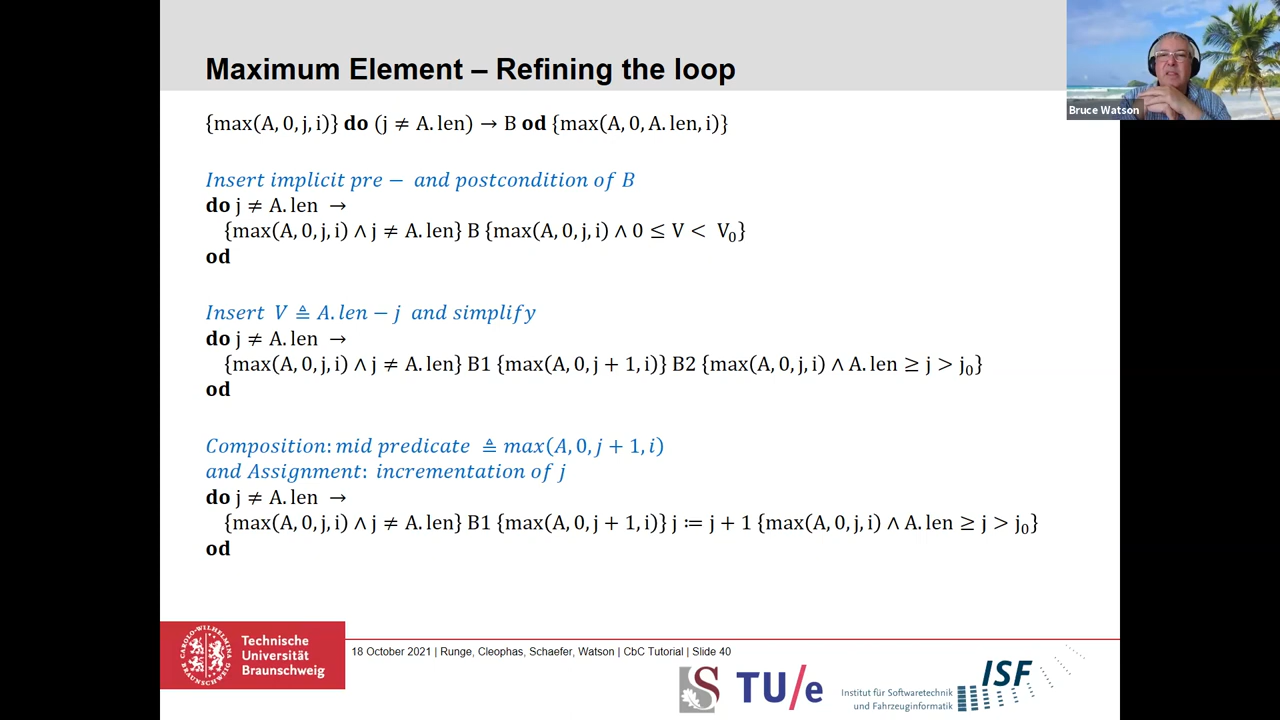 Maximum Element – Refining the loop
Bruce Watson
{max(A, 0, j, i)} do (j ≠ A. len) → B od {max(A, 0, A. len, i)}
Insert implicit pre − and postcondition of B
do j ≠ A. len →
{max(A, 0, j, i) ∧ j ≠ A. len} B {max(A, 0, j, i) ∧ 0 ≤ V < V₀}
od
Insert V ≜ A. len − j and simplify
do j ≠ A. len →
{max(A, 0, j, i) ∧ j ≠ A. len} B1 {max(A, 0, j + 1, i)} B2 {max(A, 0, j, i) ∧ A. len ≥ j > j₀}
od
Composition: mid predicate ≜ max(A, 0, j + 1, i)
and Assignment: incrementation of j
do j ≠ A. len →
{max(A, 0, j, i) ∧ j ≠ A. len} B1 {max(A, 0, j + 1, i)} j ≔ j + 1 {max(A, 0, j, i) ∧ A. len ≥ j > j₀}
od
CAROLO-WILHELMINA
Technische
Universität
Braunschweig
18 October 2021 | Runge, Cleophas, Schaefer, Watson | CbC Tutorial | Slide 40
S
TU/e
Institut für Softwaretechnik
und Fahrzeuginformatik
ISF